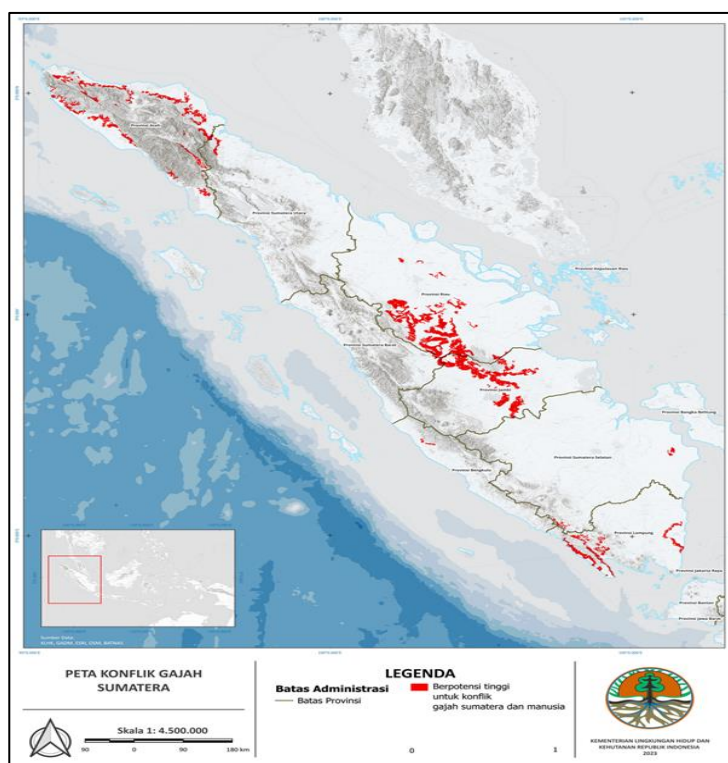 Provinsi Aceh
Provinsi Sumatera Utara
Provinsi Kepulauan Riau
Provinsi Riau
Provinsi Sumatera Barat
Provinsi Jambi
Provinsi Bangka Belitung
Provinsi Sumatera Selatan
Provinsi Bengkulu
Provinsi Lampung
Provinsi Jakarta Raya
Provinsi Banten
Provinsi Jawa Barat
Sumber Data:
PETA KONFLIK GAJAH
SUMATERA
Skala 1: 4.500.000
90 0 90 180 km
LEGENDA
Batas Administrasi
Batas Provinsi
Berpotensi tinggi
untuk konflik
gajah sumatera dan manusia
0 1
KEMENTERIAN LINGKUNGAN HIDUP DAN
KEHUTANAN REPUBLIK INDONESIA
2023